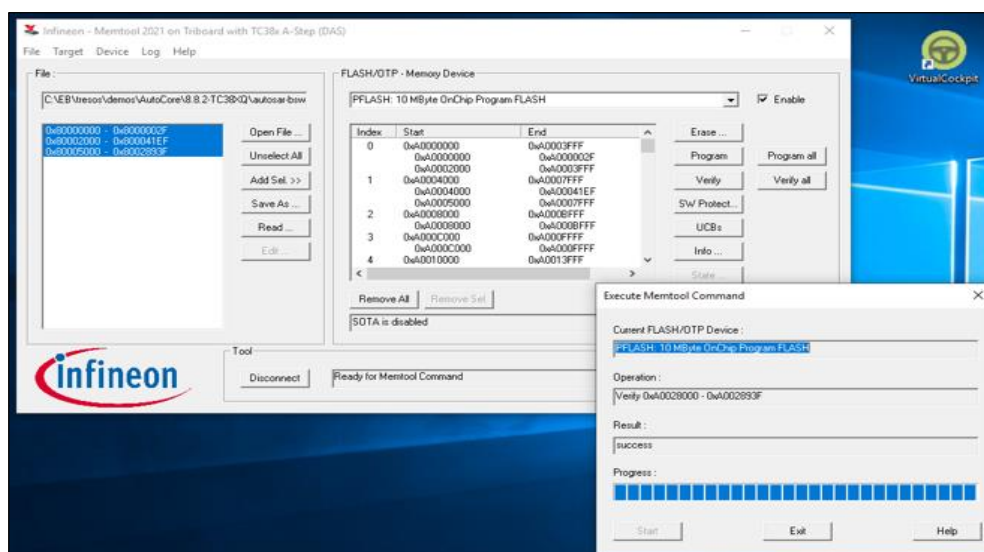 Infineon - Memtool 2021 on Triboard with TC38x A-Step (DAS)
File Target Device Log Help
File :
C:\EB\tresos\demos\AutoCore\8.8.2-TC38XQ\autosar-bsw
0x80000000 - 0x8000002F
0x80002000 - 0x800041EF
0x80005000 - 0x8002893F
Open File ...
Unselect All
Add Sel. >>
Save As ...
Read ...
Edit ...
FLASH/OTP - Memory Device
PFLASH: 10 MByte OnChip Program FLASH
Enable
Index Start End
0 0xA0000000 0xA0003FFF
0xA0000000 0xA000002F
0xA0002000 0xA0003FFF
1 0xA0004000 0xA0007FFF
0xA0004000 0xA00041EF
0xA0005000 0xA0007FFF
2 0xA0008000 0xA000BFFF
0xA0008000 0xA000BFFF
3 0xA000C000 0xA000FFFF
0xA000C000 0xA000FFFF
4 0xA0010000 0xA0013FFF
Erase ...
Program
Program all
Verify
Verify all
SW Protect...
UCBs
Info ...
State ...
Remove All
Remove Sel.
SOTA is disabled
infineon
Tool
Disconnect
Ready for Memtool Command
VirtualCockpit
Execute Memtool Command
Current FLASH/OTP Device :
PFLASH: 10 MByte OnChip Program FLASH
Operation :
Verify 0xA0028000 - 0xA002893F
Result :
success
Progress :
Start
Exit
Help